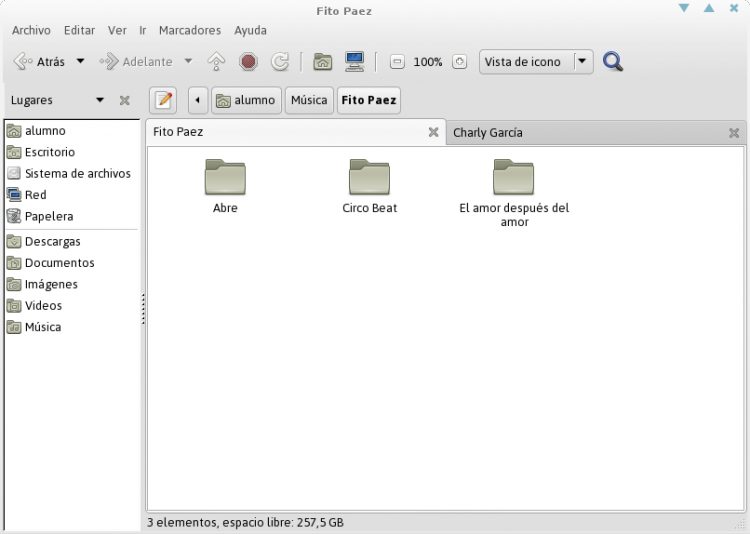 Fito Paez
Archivo Editar Ver Ir Marcadores Ayuda
Atrás Adelante 100% Vista de icono
Lugares alumno Música Fito Paez
Fito Paez Charly García
alumno
Escritorio
Sistema de archivos
Red
Papelera
Descargas
Documentos
Imágenes
Videos
Música
Abre Circo Beat El amor después del
amor
3 elementos, espacio libre: 257,5 GB